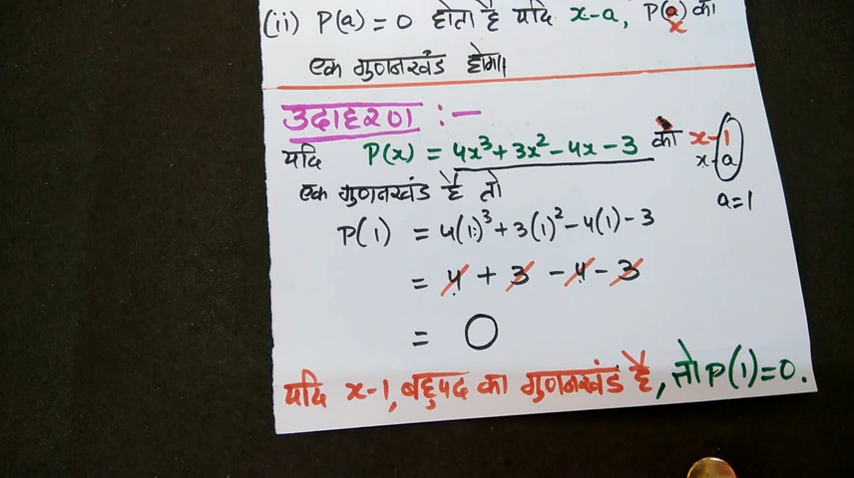 (ii) P(a) = 0 होता है यदि x-a, P(x) का
एक गुणनखंड होगा।
उदाहरण :-
यदि P(x) = 4x³ + 3x² - 4x - 3 को x-1
x-a
एक गुणनखंड है तो
a=1
P(1) = 4(1)³ + 3(1)² - 4(1) - 3
= 4 + 3 - 4 - 3
= 0
यदि x-1, बहुपद का गुणनखंड है, तो P(1)=0.